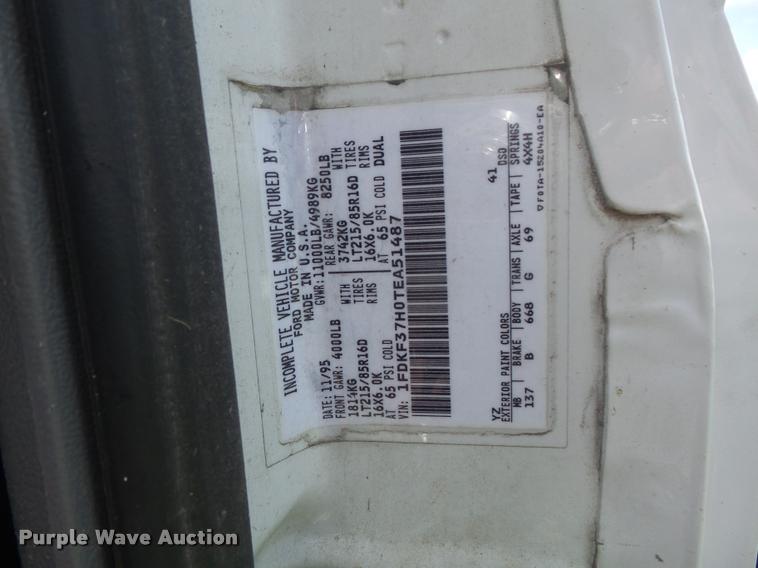 INCOMPLETE VEHICLE MANUFACTURED BY
FORD MOTOR COMPANY
MADE IN U.S.A.
DATE: 11/95 GVWR: 11000LB/4989KG
FRONT GAWR: 4000LB REAR GAWR: 8250LB
1814KG WITH 3742KG WITH
LT215/85R16D TIRES LT215/85R16D TIRES
16X6.0K RIMS 16X6.0K RIMS
AT 65 PSI COLD AT 65 PSI COLD DUAL
VIN: 1FDKF37H0TEA51487
YZ 41
EXTERIOR PAINT COLORS DSO
WB BRAKE BODY TRANS AXLE TAPE SPRINGS
137 B 668 G 69 4X4H
▽F0TA-15204A10-EA
Purple Wave Auction
PurpleWave.com